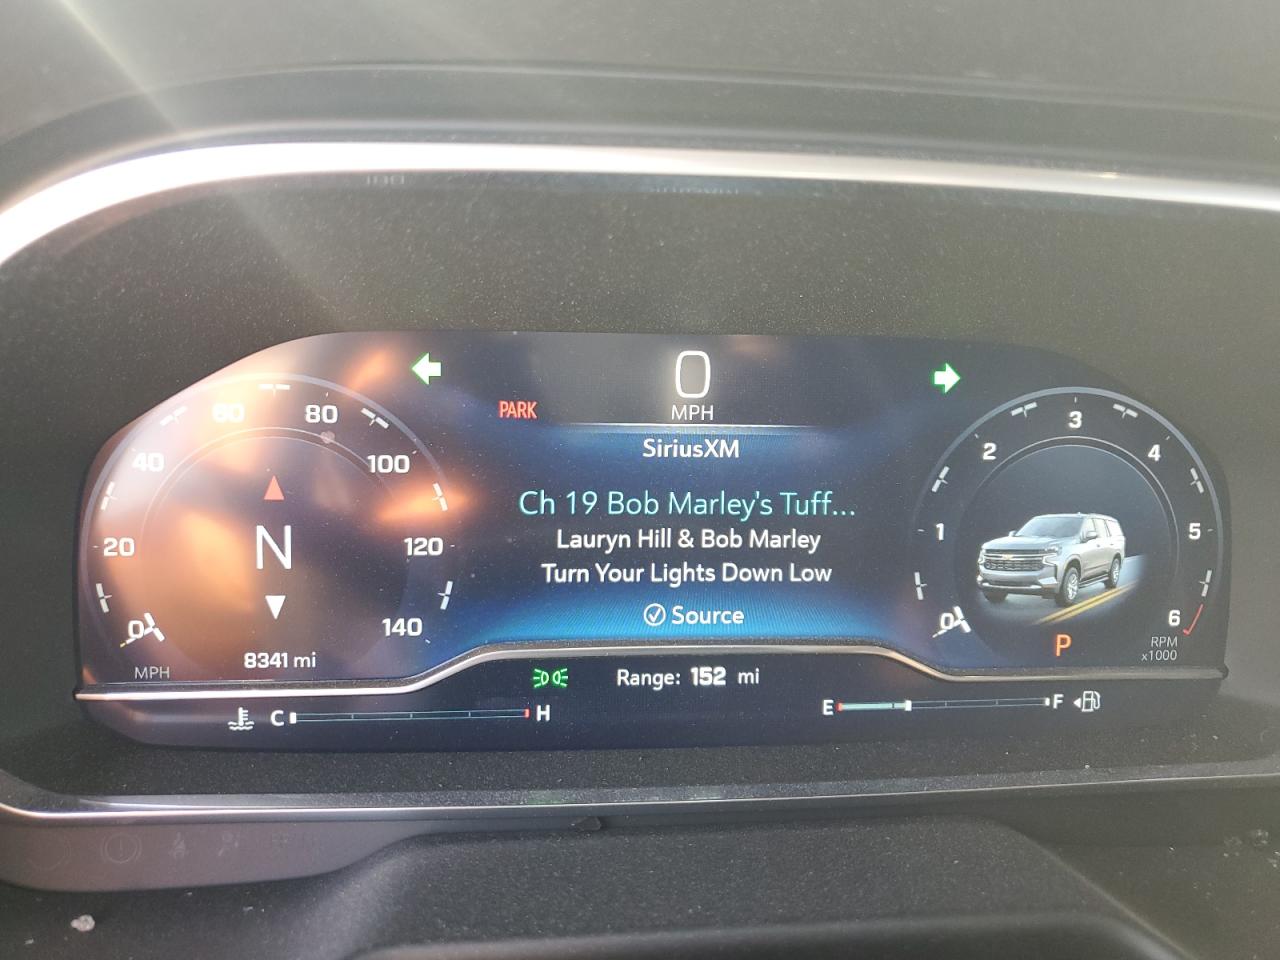 0
MPH
PARK
SiriusXM
Ch 19 Bob Marley's Tuff...
Lauryn Hill & Bob Marley
Turn Your Lights Down Low
Source
0
20
40
60
80
100
120
140
N
8341 mi
MPH
0
1
2
3
4
5
6
RPM
x1000
P
Range: 152 mi
C H
E F